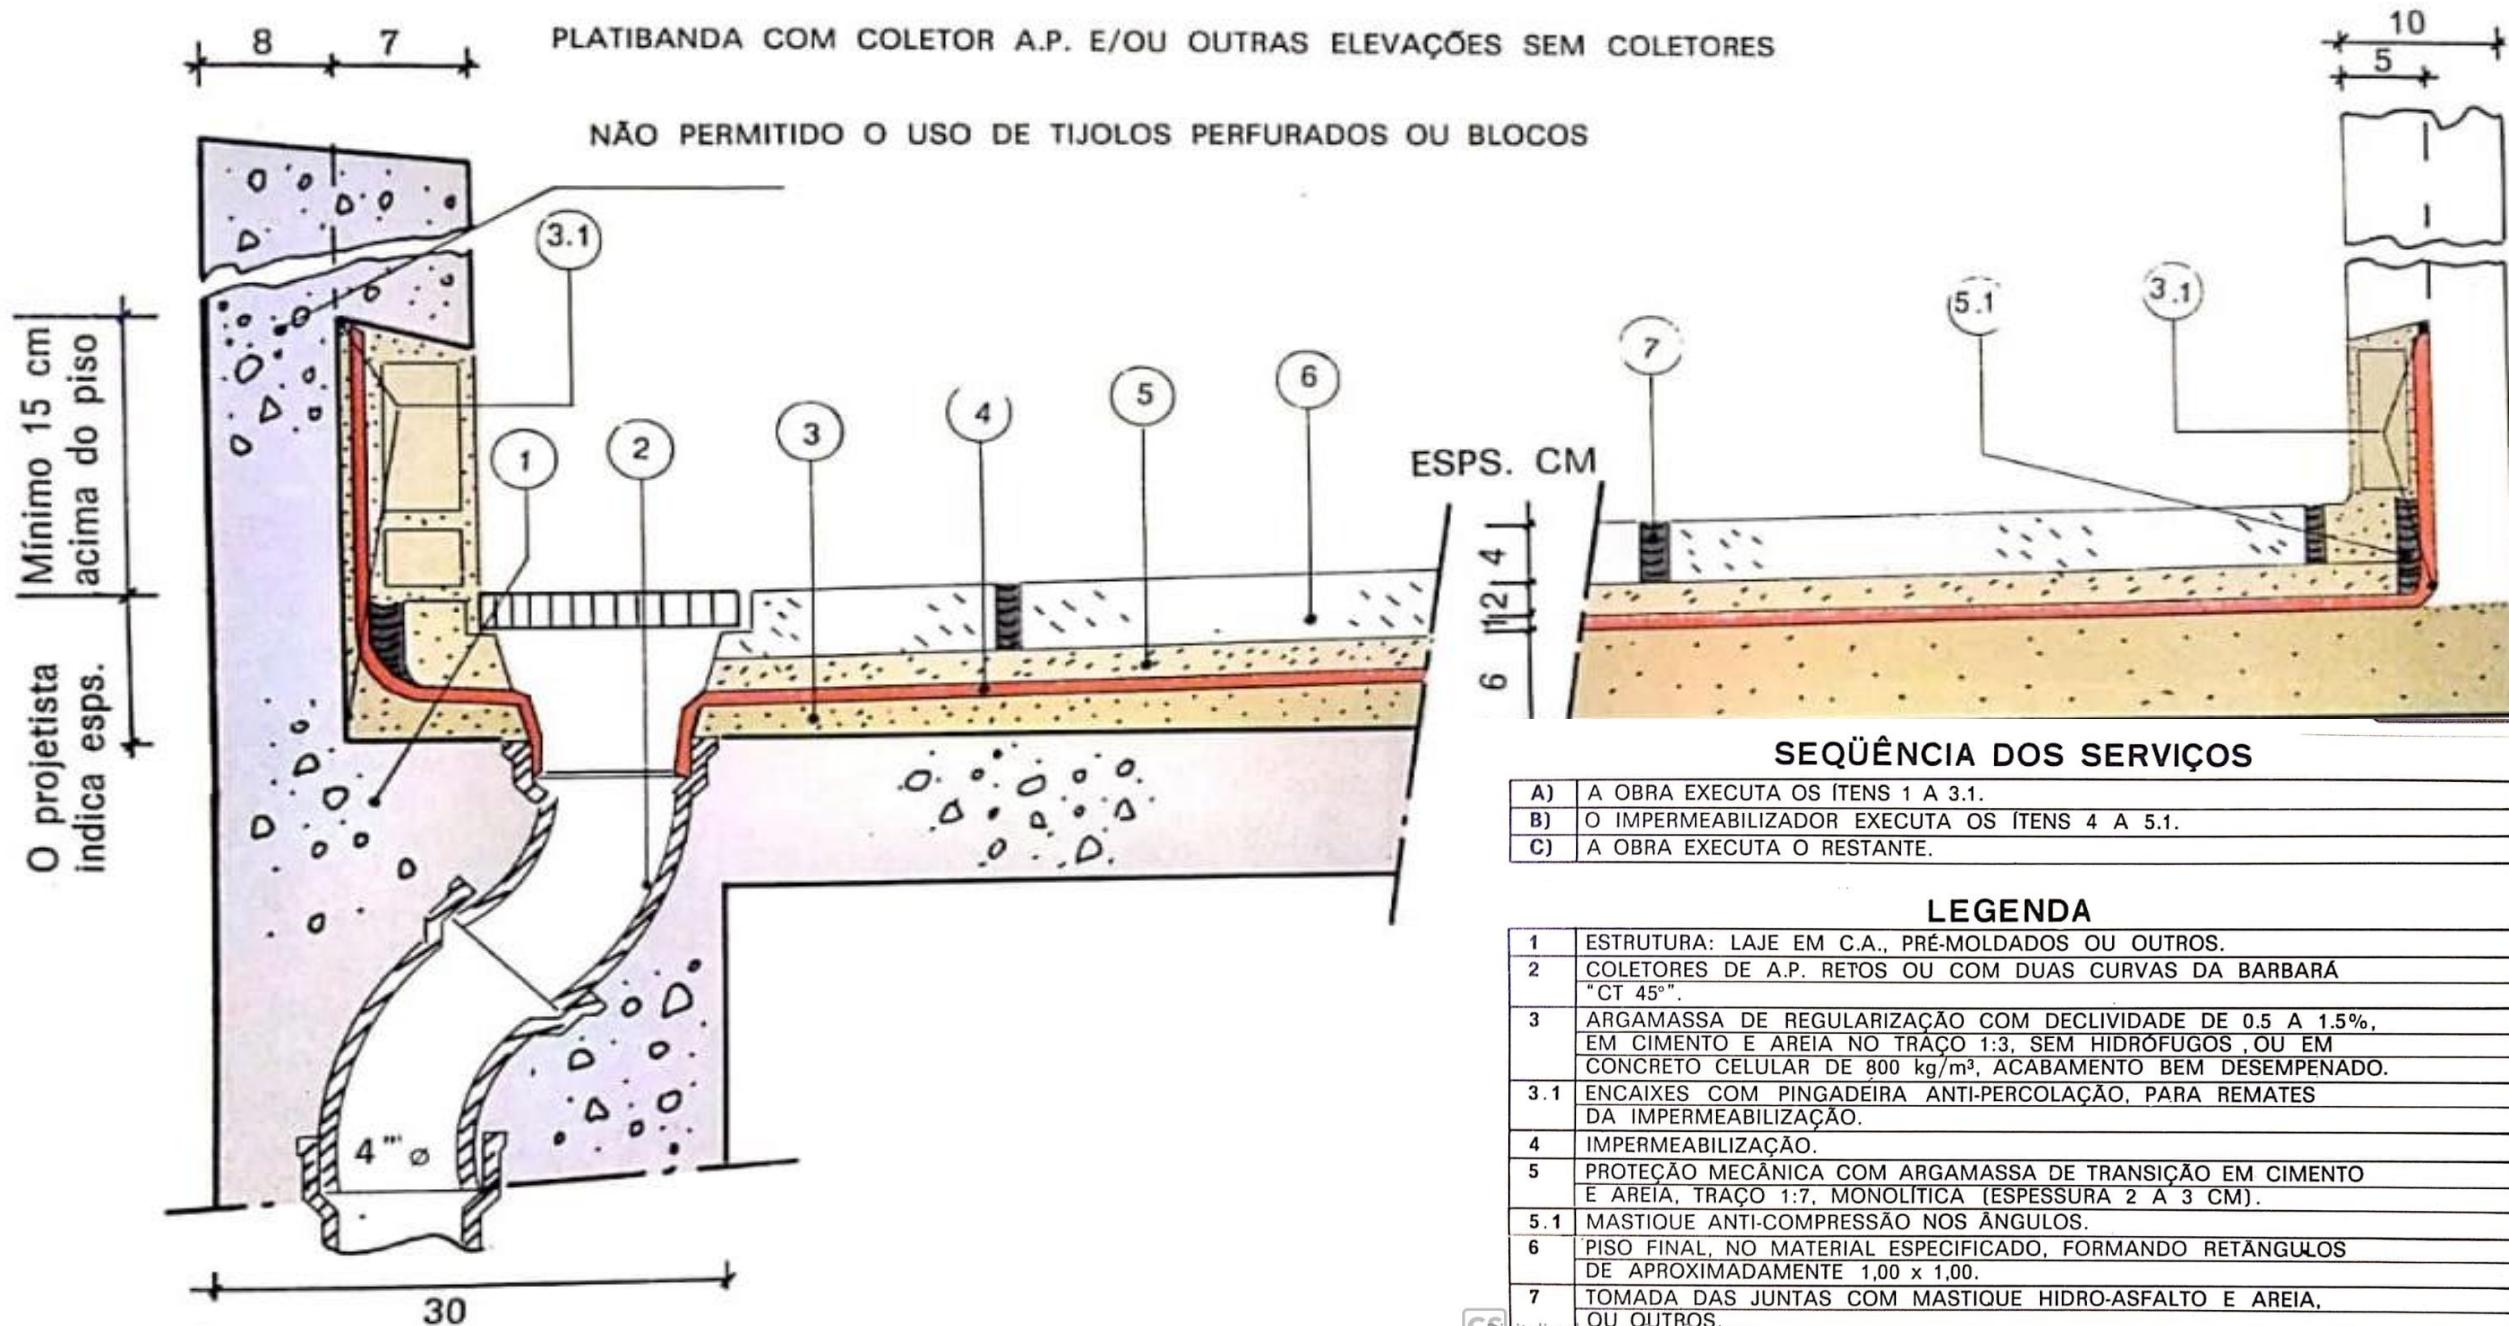 8 7
PLATIBANDA COM COLETOR A.P. E/OU OUTRAS ELEVAÇÕES SEM COLETORES
10
5
NÃO PERMITIDO O USO DE TIJOLOS PERFURADOS OU BLOCOS
3.1
Mínimo 15 cm
acima do piso
1
2
3
4
5
6
ESPS. CM
7
5.1
3.1
4
2
1
6
O projetista
indica esps.
4"' ø
30
SEQÜÊNCIA DOS SERVIÇOS
A) A OBRA EXECUTA OS ÍTENS 1 A 3.1.
B) O IMPERMEABILIZADOR EXECUTA OS ÍTENS 4 A 5.1.
C) A OBRA EXECUTA O RESTANTE.
LEGENDA
1 ESTRUTURA: LAJE EM C.A., PRÉ-MOLDADOS OU OUTROS.
2 COLETORES DE A.P. RETOS OU COM DUAS CURVAS DA BARBARÁ
"CT 45°".
3 ARGAMASSA DE REGULARIZAÇÃO COM DECLIVIDADE DE 0.5 A 1.5%,
EM CIMENTO E AREIA NO TRAÇO 1:3, SEM HIDRÓFUGOS ,OU EM
CONCRETO CELULAR DE 800 kg/m³, ACABAMENTO BEM DESEMPENADO.
3.1 ENCAIXES COM PINGADEIRA ANTI-PERCOLAÇÃO, PARA REMATES
DA IMPERMEABILIZAÇÃO.
4 IMPERMEABILIZAÇÃO.
5 PROTEÇÃO MECÂNICA COM ARGAMASSA DE TRANSIÇÃO EM CIMENTO
E AREIA, TRAÇO 1:7, MONOLÍTICA (ESPESSURA 2 A 3 CM).
5.1 MASTIQUE ANTI-COMPRESSÃO NOS ÂNGULOS.
6 PISO FINAL, NO MATERIAL ESPECIFICADO, FORMANDO RETÂNGULOS
DE APROXIMADAMENTE 1,00 x 1,00.
7 TOMADA DAS JUNTAS COM MASTIQUE HIDRO-ASFALTO E AREIA,
OU OUTROS.
CS